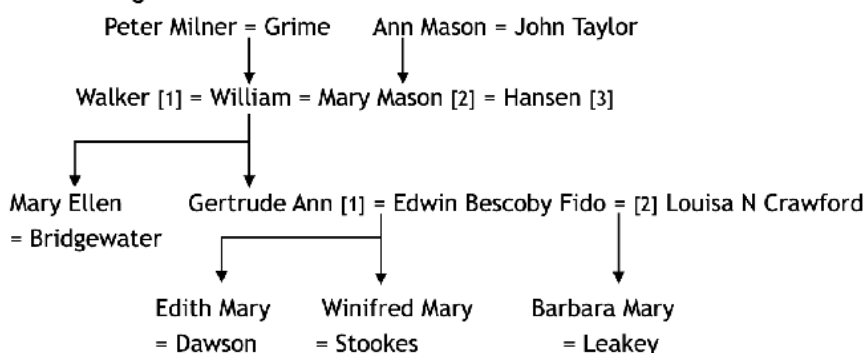 Peter Milner = Grime Ann Mason = John Taylor
Walker [1] = William = Mary Mason [2] = Hansen [3]
Mary Ellen Gertrude Ann [1] = Edwin Bescoby Fido = [2] Louisa N Crawford
= Bridgewater
Edith Mary Winifred Mary Barbara Mary
= Dawson = Stookes = Leakey